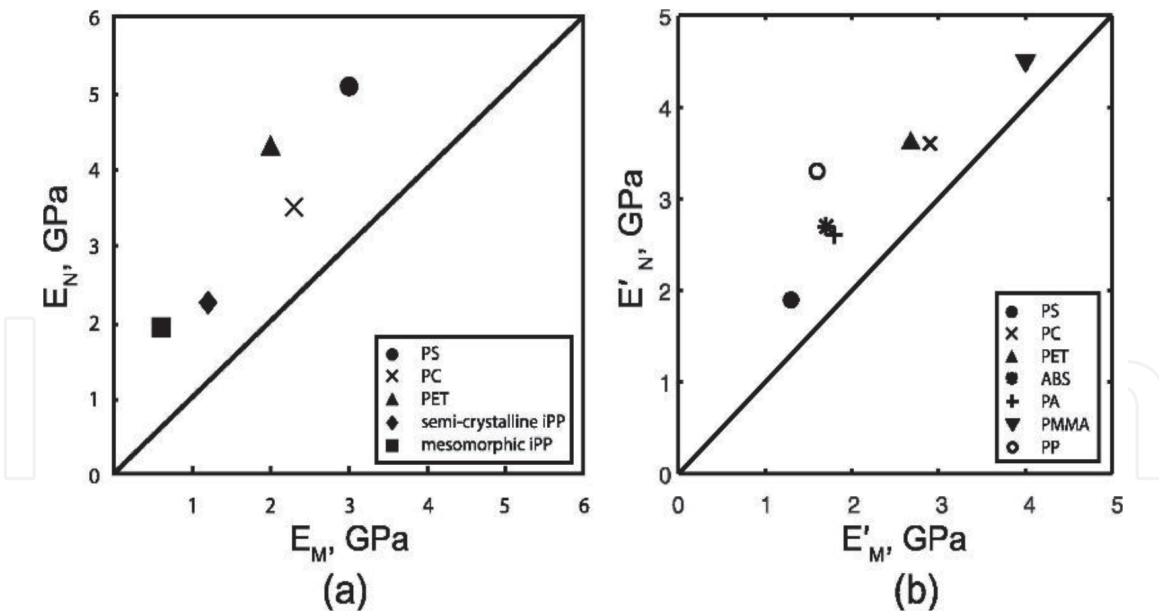 6
5
4
3
2
1
0
1
2
3
4
5
6
E_N, GPa
E_M, GPa
PS
PC
PET
semi-crystalline iPP
mesomorphic iPP
(a)
5
4
3
2
1
0
0
1
2
3
4
5
E'_N, GPa
E'_M, GPa
PS
PC
PET
ABS
PA
PMMA
PP
(b)